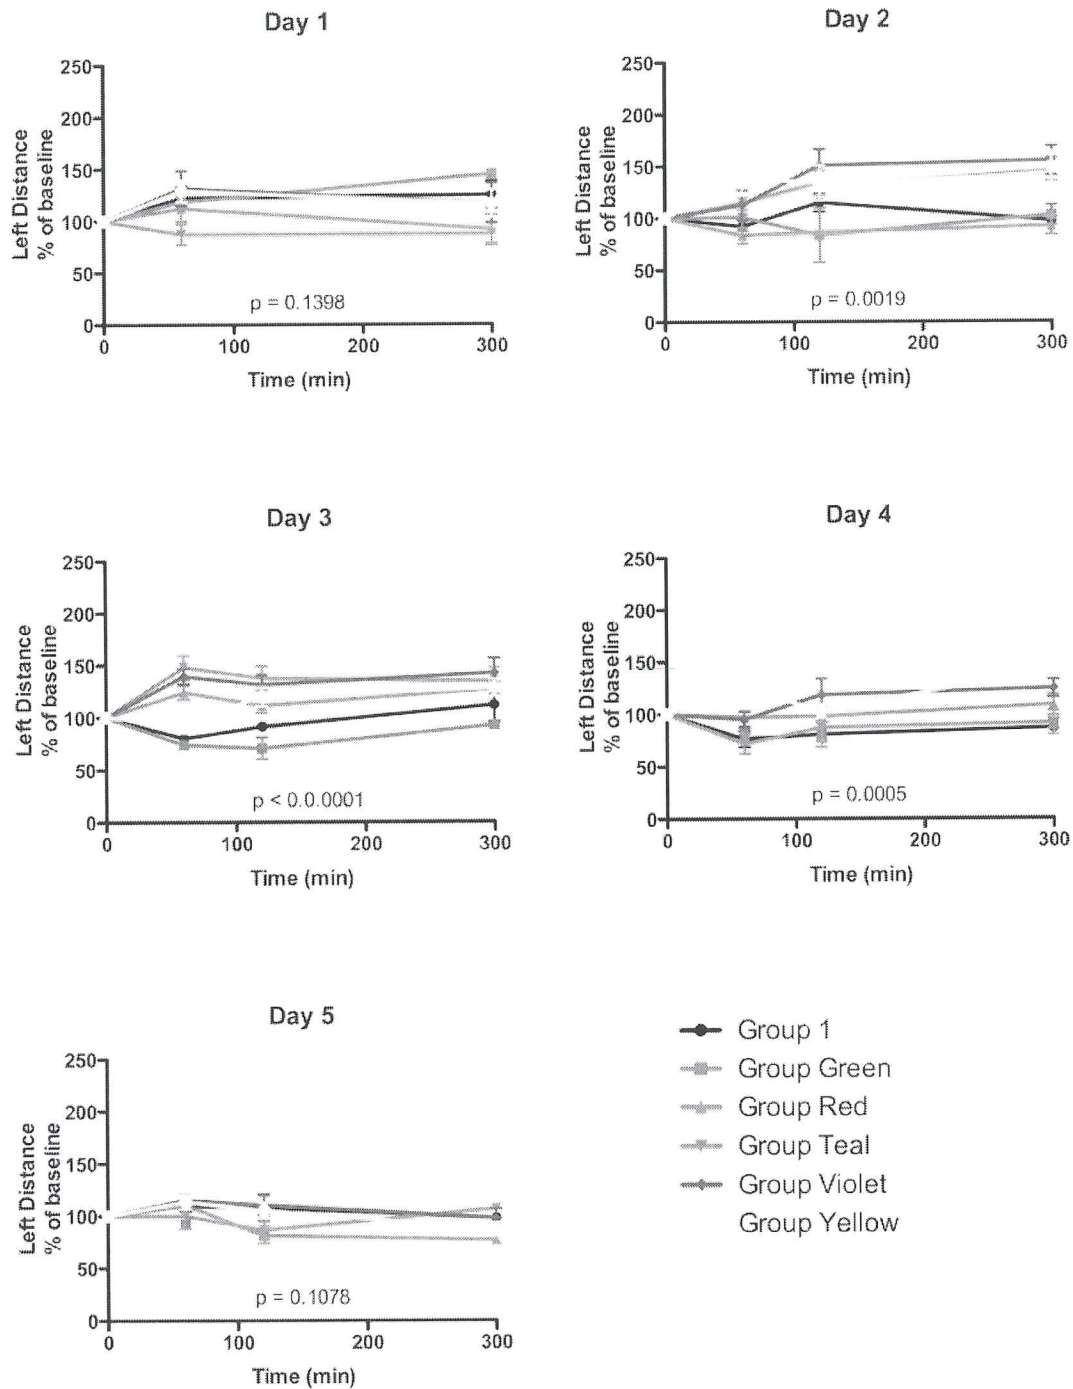 Day 1
Left Distance
% of baseline
250
200
150
100
50
0
0 100 200 300
p = 0.1398
Time (min)
Day 2
Left Distance
% of baseline
250
200
150
100
50
0
0 100 200 300
p = 0.0019
Time (min)
Day 3
Left Distance
% of baseline
250
200
150
100
50
0
0 100 200 300
p < 0.0.0001
Time (min)
Day 4
Left Distance
% of baseline
250
200
150
100
50
0
0 100 200 300
p = 0.0005
Time (min)
Day 5
Left Distance
% of baseline
250
200
150
100
50
0
0 100 200 300
p = 0.1078
Time (min)
Group 1
Group Green
Group Red
Group Teal
Group Violet
Group Yellow